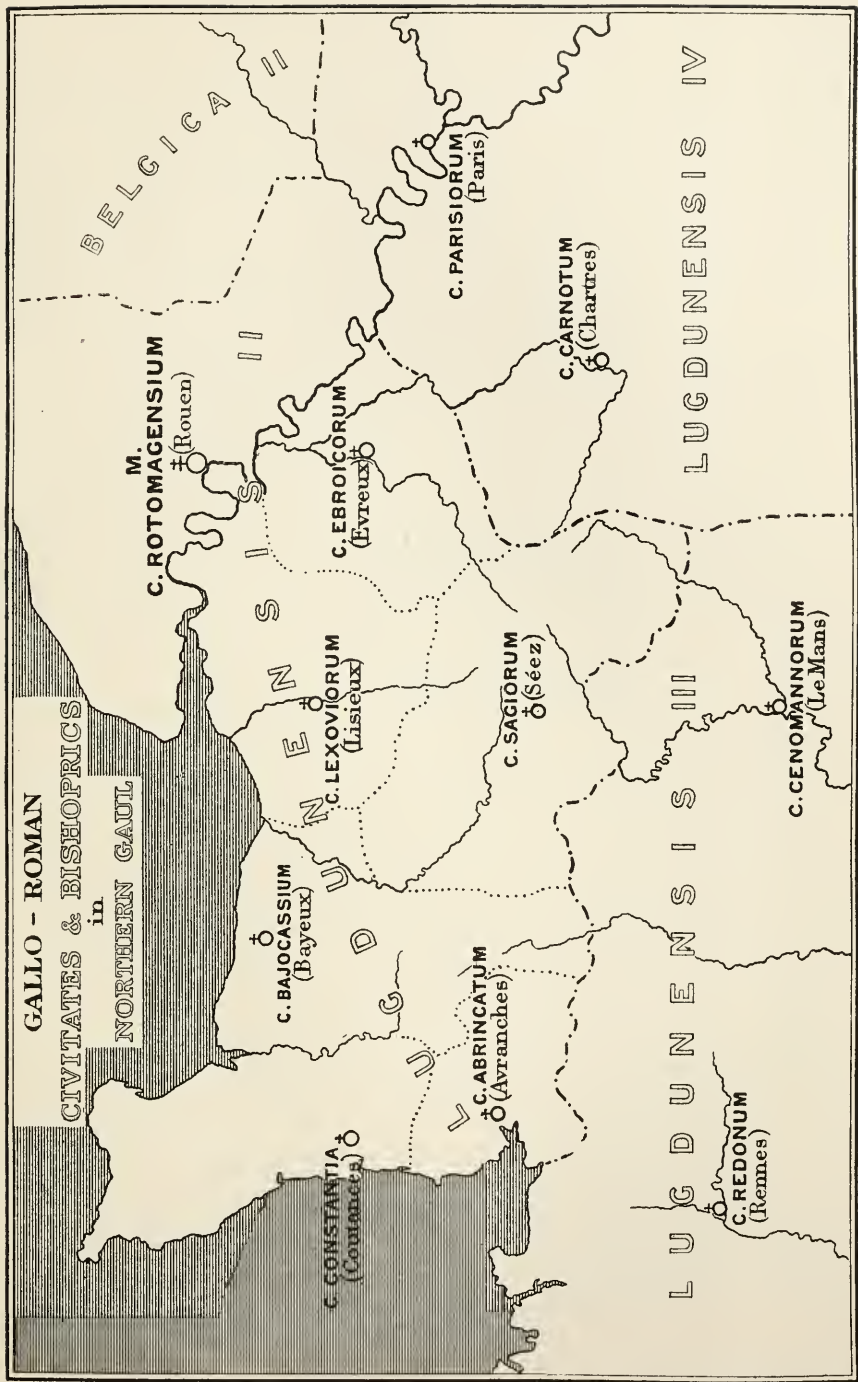 GALLO - ROMAN
CIVITATES & BISHOPRICS
in
NORTHERN GAUL
BELGICA II
LUGDUNENSIS II
LUGDUNENSIS III
LUGDUNENSIS IV
M.
C. ROTOMAGENSIUM
(Rouen)
C. PARISIORUM
(Paris)
C. EBROICORUM
(Evreux)
C. CARNOTUM
(Chartres)
C. LEXOVIORUM
(Lisieux)
C. SAGIORUM
(Séez)
C. CENOMANNORUM
(Le Mans)
C. BAJOCASSIUM
(Bayeux)
C. ABRINCATUM
(Avranches)
C. CONSTANTIA
(Coutances)
C. REDONUM
(Rennes)